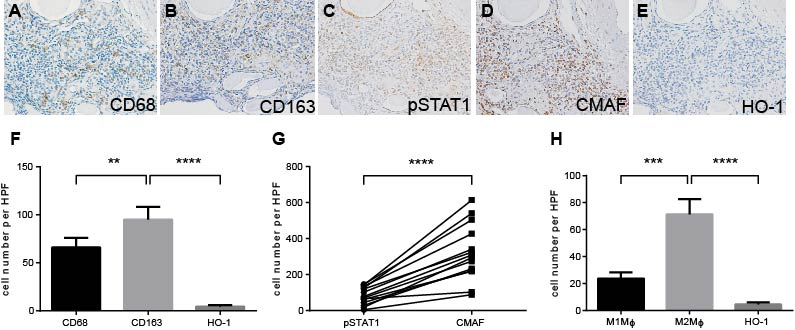 A B C D E
CD68 CD163 pSTAT1 CMAF HO-1
F G H
** **** **** *** ****
cell number per HPF
150
100
50
0
CD68 CD163 HO-1
cell number per HPF
800
600
400
200
0
pSTAT1 CMAF
cell number per HPF
100
80
60
40
20
0
M1Mϕ M2Mϕ HO-1